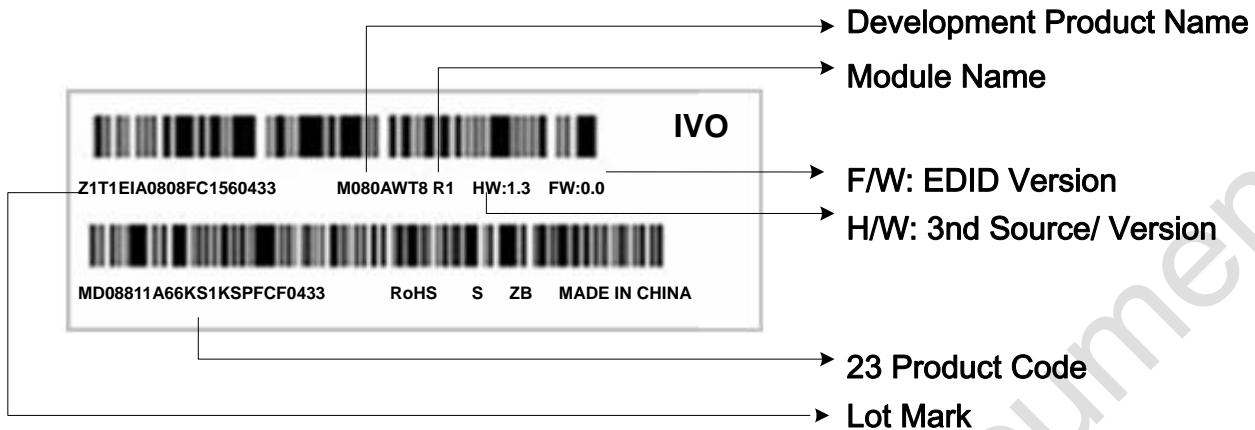 Development Product Name
Module Name
IVO
Z1T1EIA0808FC1560433 M080AWT8 R1 HW:1.3 FW:0.0
F/W: EDID Version
H/W: 3nd Source/ Version
MD08811A66KS1KSPFCF0433 RoHS S ZB MADE IN CHINA
23 Product Code
Lot Mark